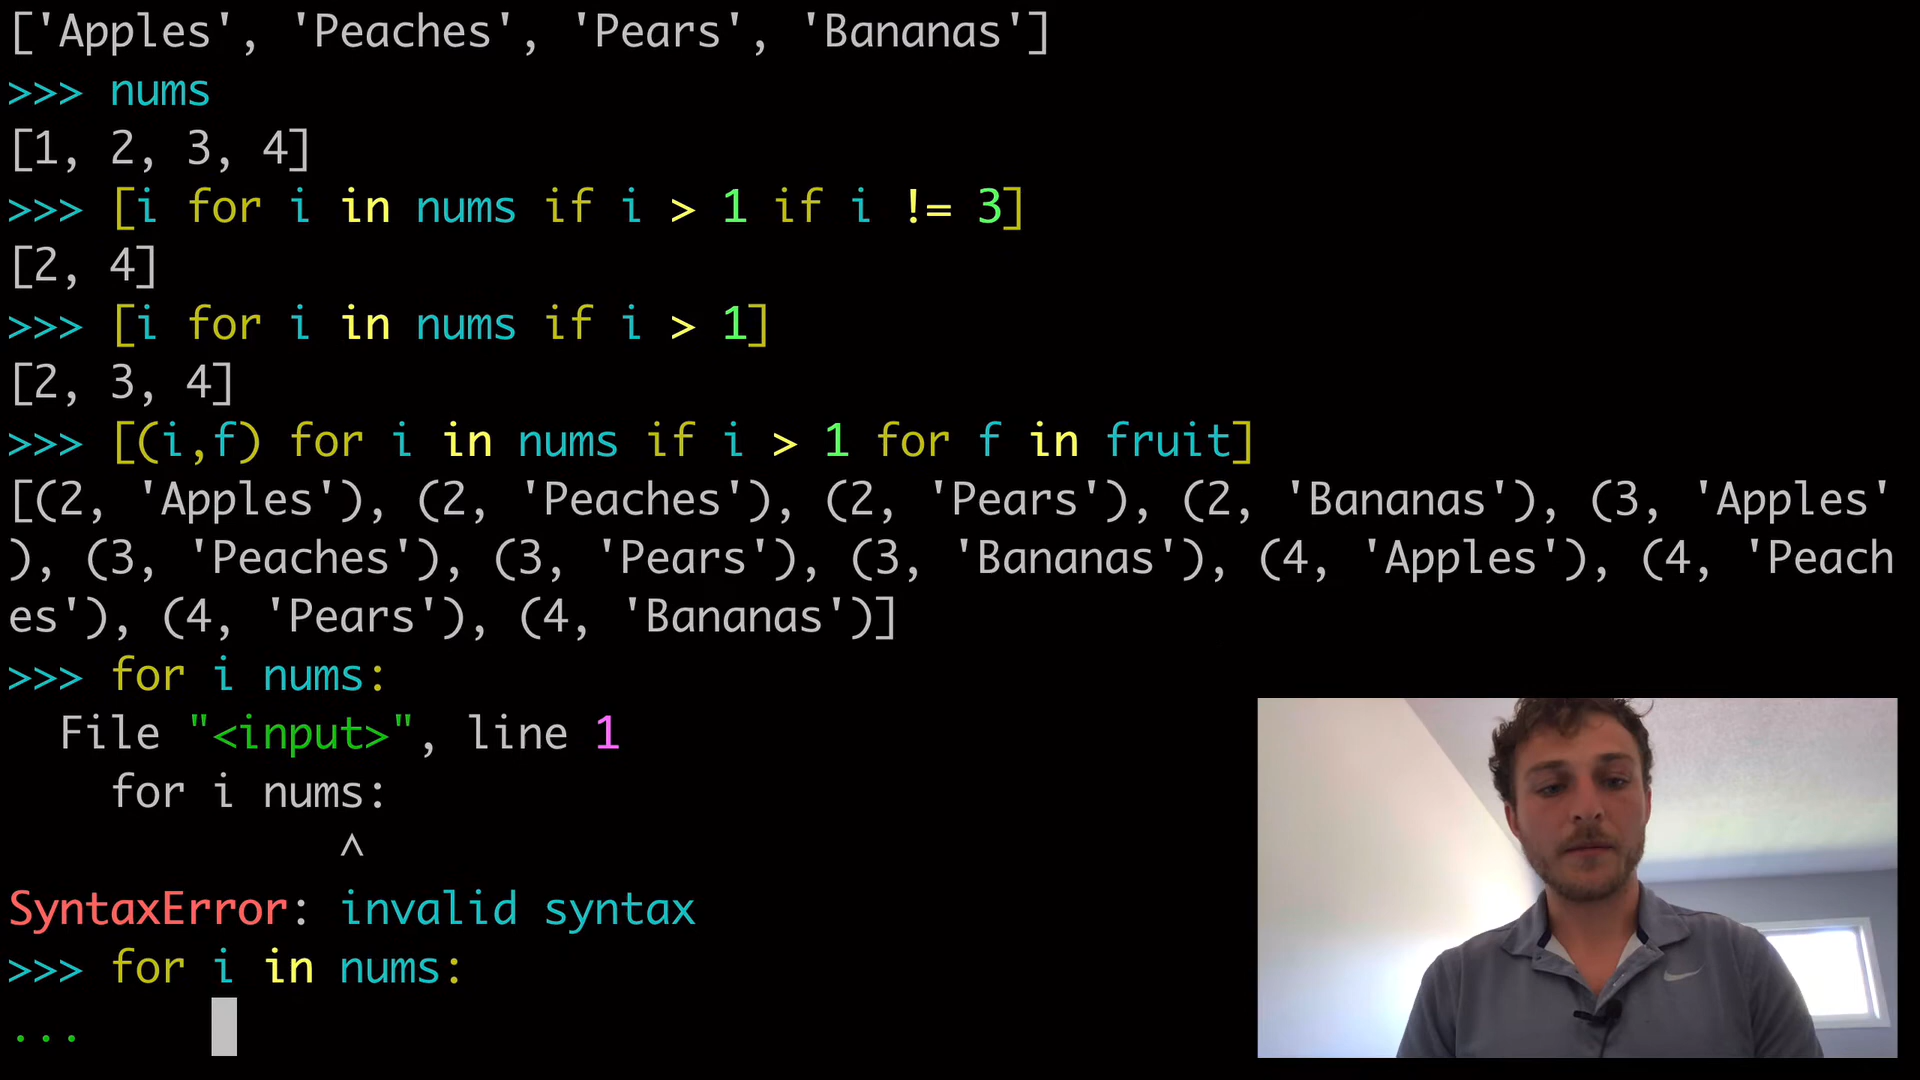 ['Apples', 'Peaches', 'Pears', 'Bananas']
>>> nums
[1, 2, 3, 4]
>>> [i for i in nums if i > 1 if i != 3]
[2, 4]
>>> [i for i in nums if i > 1]
[2, 3, 4]
>>> [(i,f) for i in nums if i > 1 for f in fruit]
[(2, 'Apples'), (2, 'Peaches'), (2, 'Pears'), (2, 'Bananas'), (3, 'Apples'
), (3, 'Peaches'), (3, 'Pears'), (3, 'Bananas'), (4, 'Apples'), (4, 'Peach
es'), (4, 'Pears'), (4, 'Bananas')]
>>> for i nums:
  File "<input>", line 1
    for i nums:
             ^
SyntaxError: invalid syntax
>>> for i in nums:
...